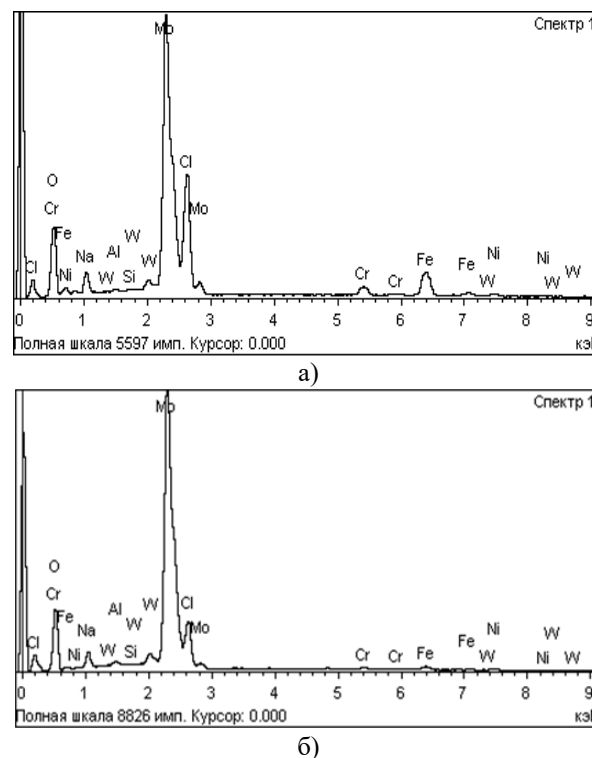 Спектр 1
Mo
Cl
O
Mo
Cr
W
Fe
Al
W
Na
Ni
Ni
Fe
Cl
Ni
W
Si
W
Cr
Cr
Fe
W
W
W
0 1 2 3 4 5 6 7 8 9
Полная шкала 5597 имп. Курсор: 0.000
кэ
а)
Спектр 1
Mo
O
Cr
Al
W
Cl
Fe
W
Mo
Ni
W
Cl
Na
Fe
Ni
W
Si
Cr
Cr
Fe
W
Ni
W
0 1 2 3 4 5 6 7 8 9
Полная шкала 8826 имп. Курсор: 0.000
кэ
б)